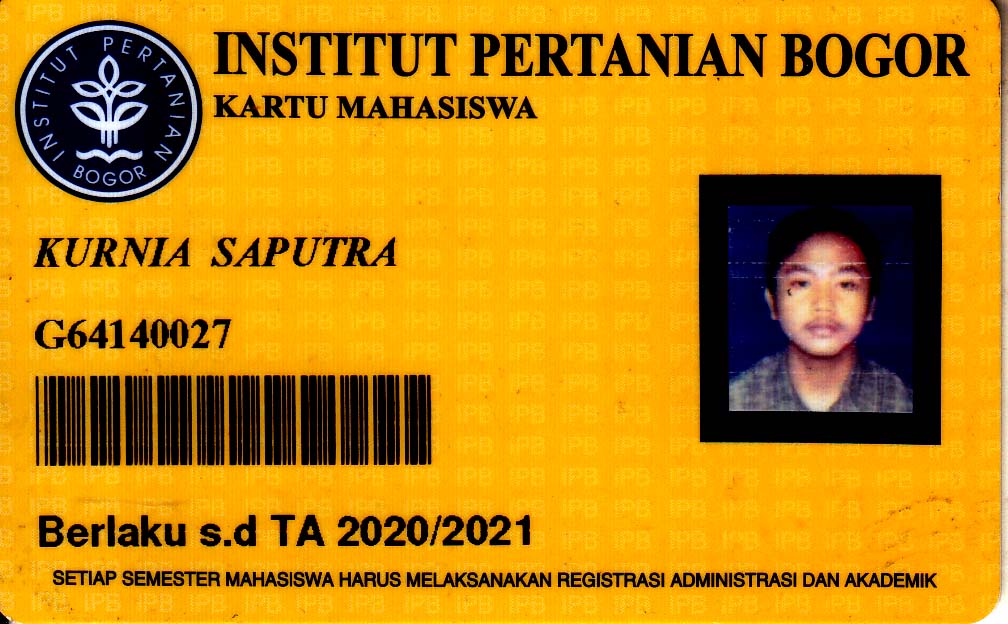 INSTITUT PERTANIAN BOGOR
INSTITUT PERTANIAN BOGOR
KARTU MAHASISWA
KURNIA SAPUTRA
G64140027
Berlaku s.d TA 2020/2021
SETIAP SEMESTER MAHASISWA HARUS MELAKSANAKAN REGISTRASI ADMINISTRASI DAN AKADEMIK